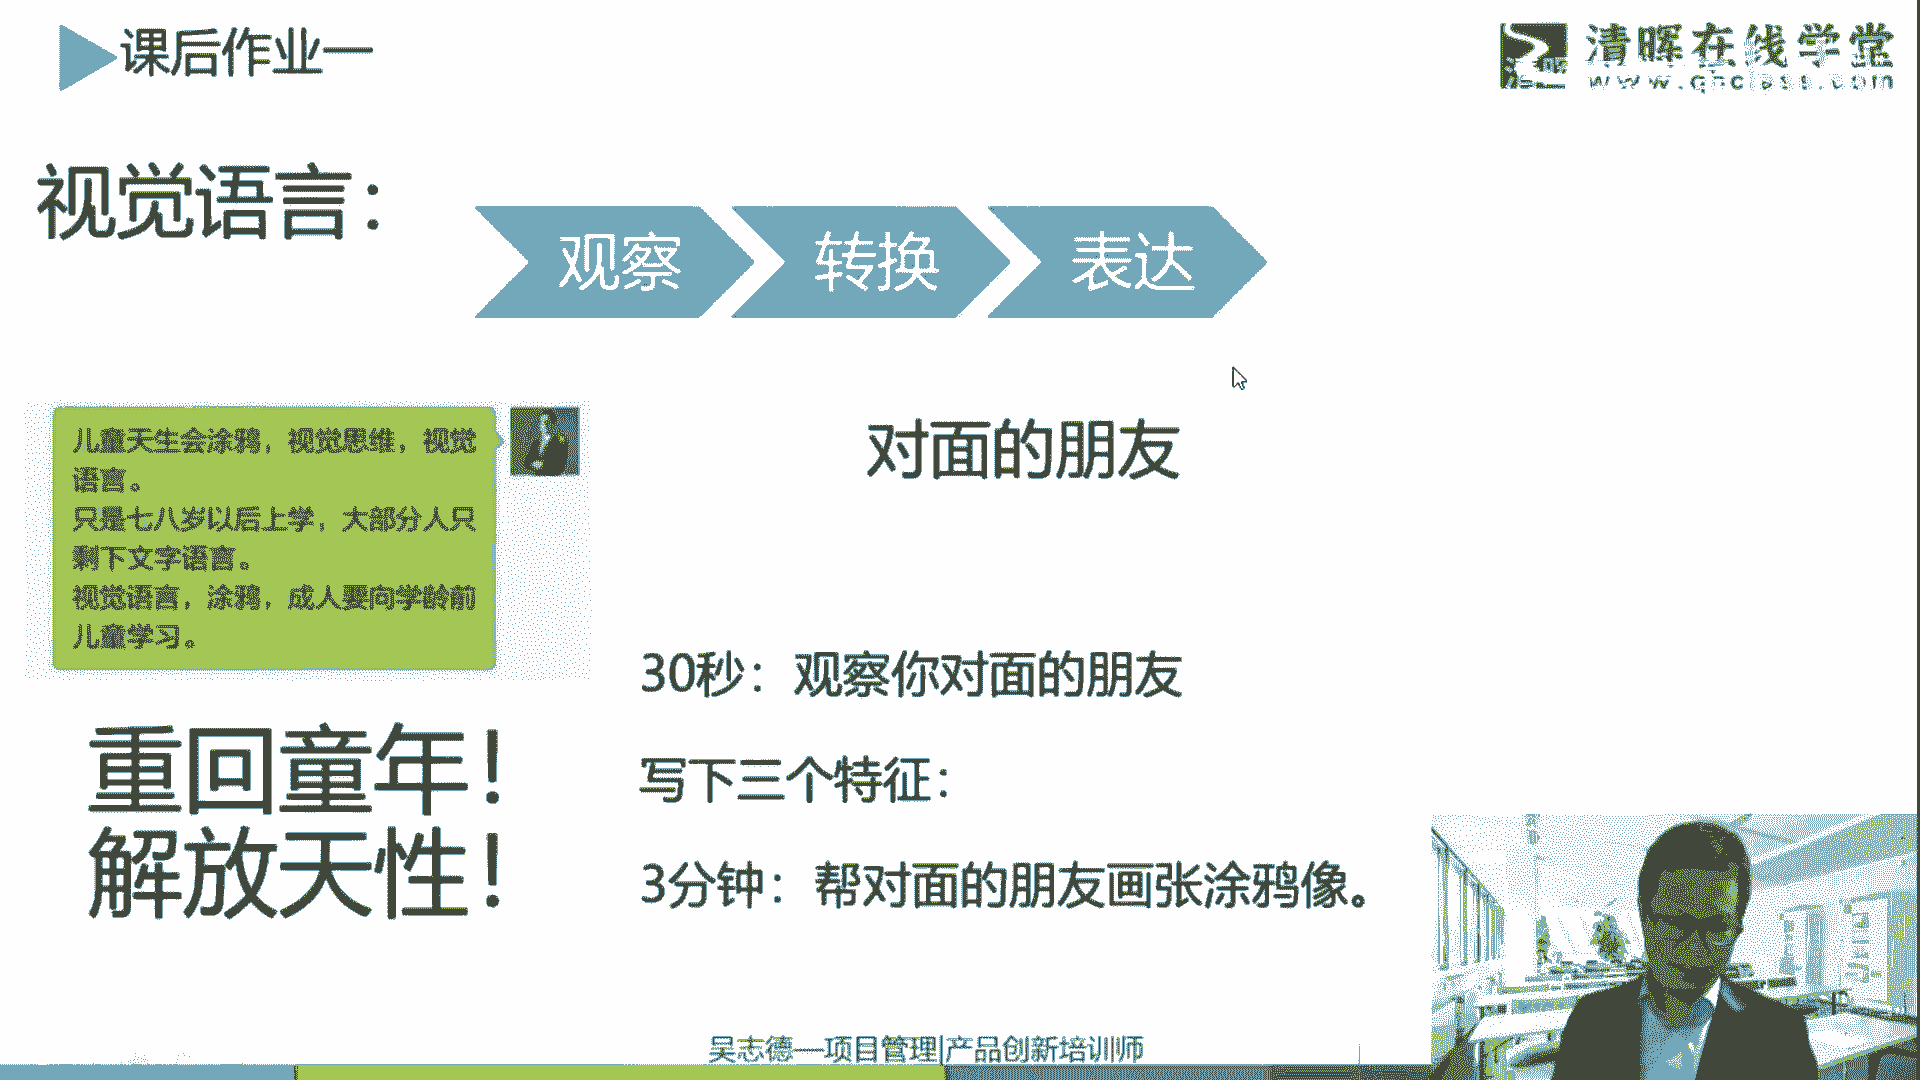 课后作业一
清晖在线学堂
www.qhclass.com
视觉语言：
观察
转换
表达
儿童天生会涂鸦，视觉思维，视觉
语言。
只是七八岁以后上学，大部分人只
剩下文字语言。
视觉语言，涂鸦，成人要向学龄前
儿童学习。
对面的朋友
30秒：观察你对面的朋友
写下三个特征：
3分钟：帮对面的朋友画张涂鸦像。
重回童年！
解放天性！
吴志德—项目管理|产品创新培训师